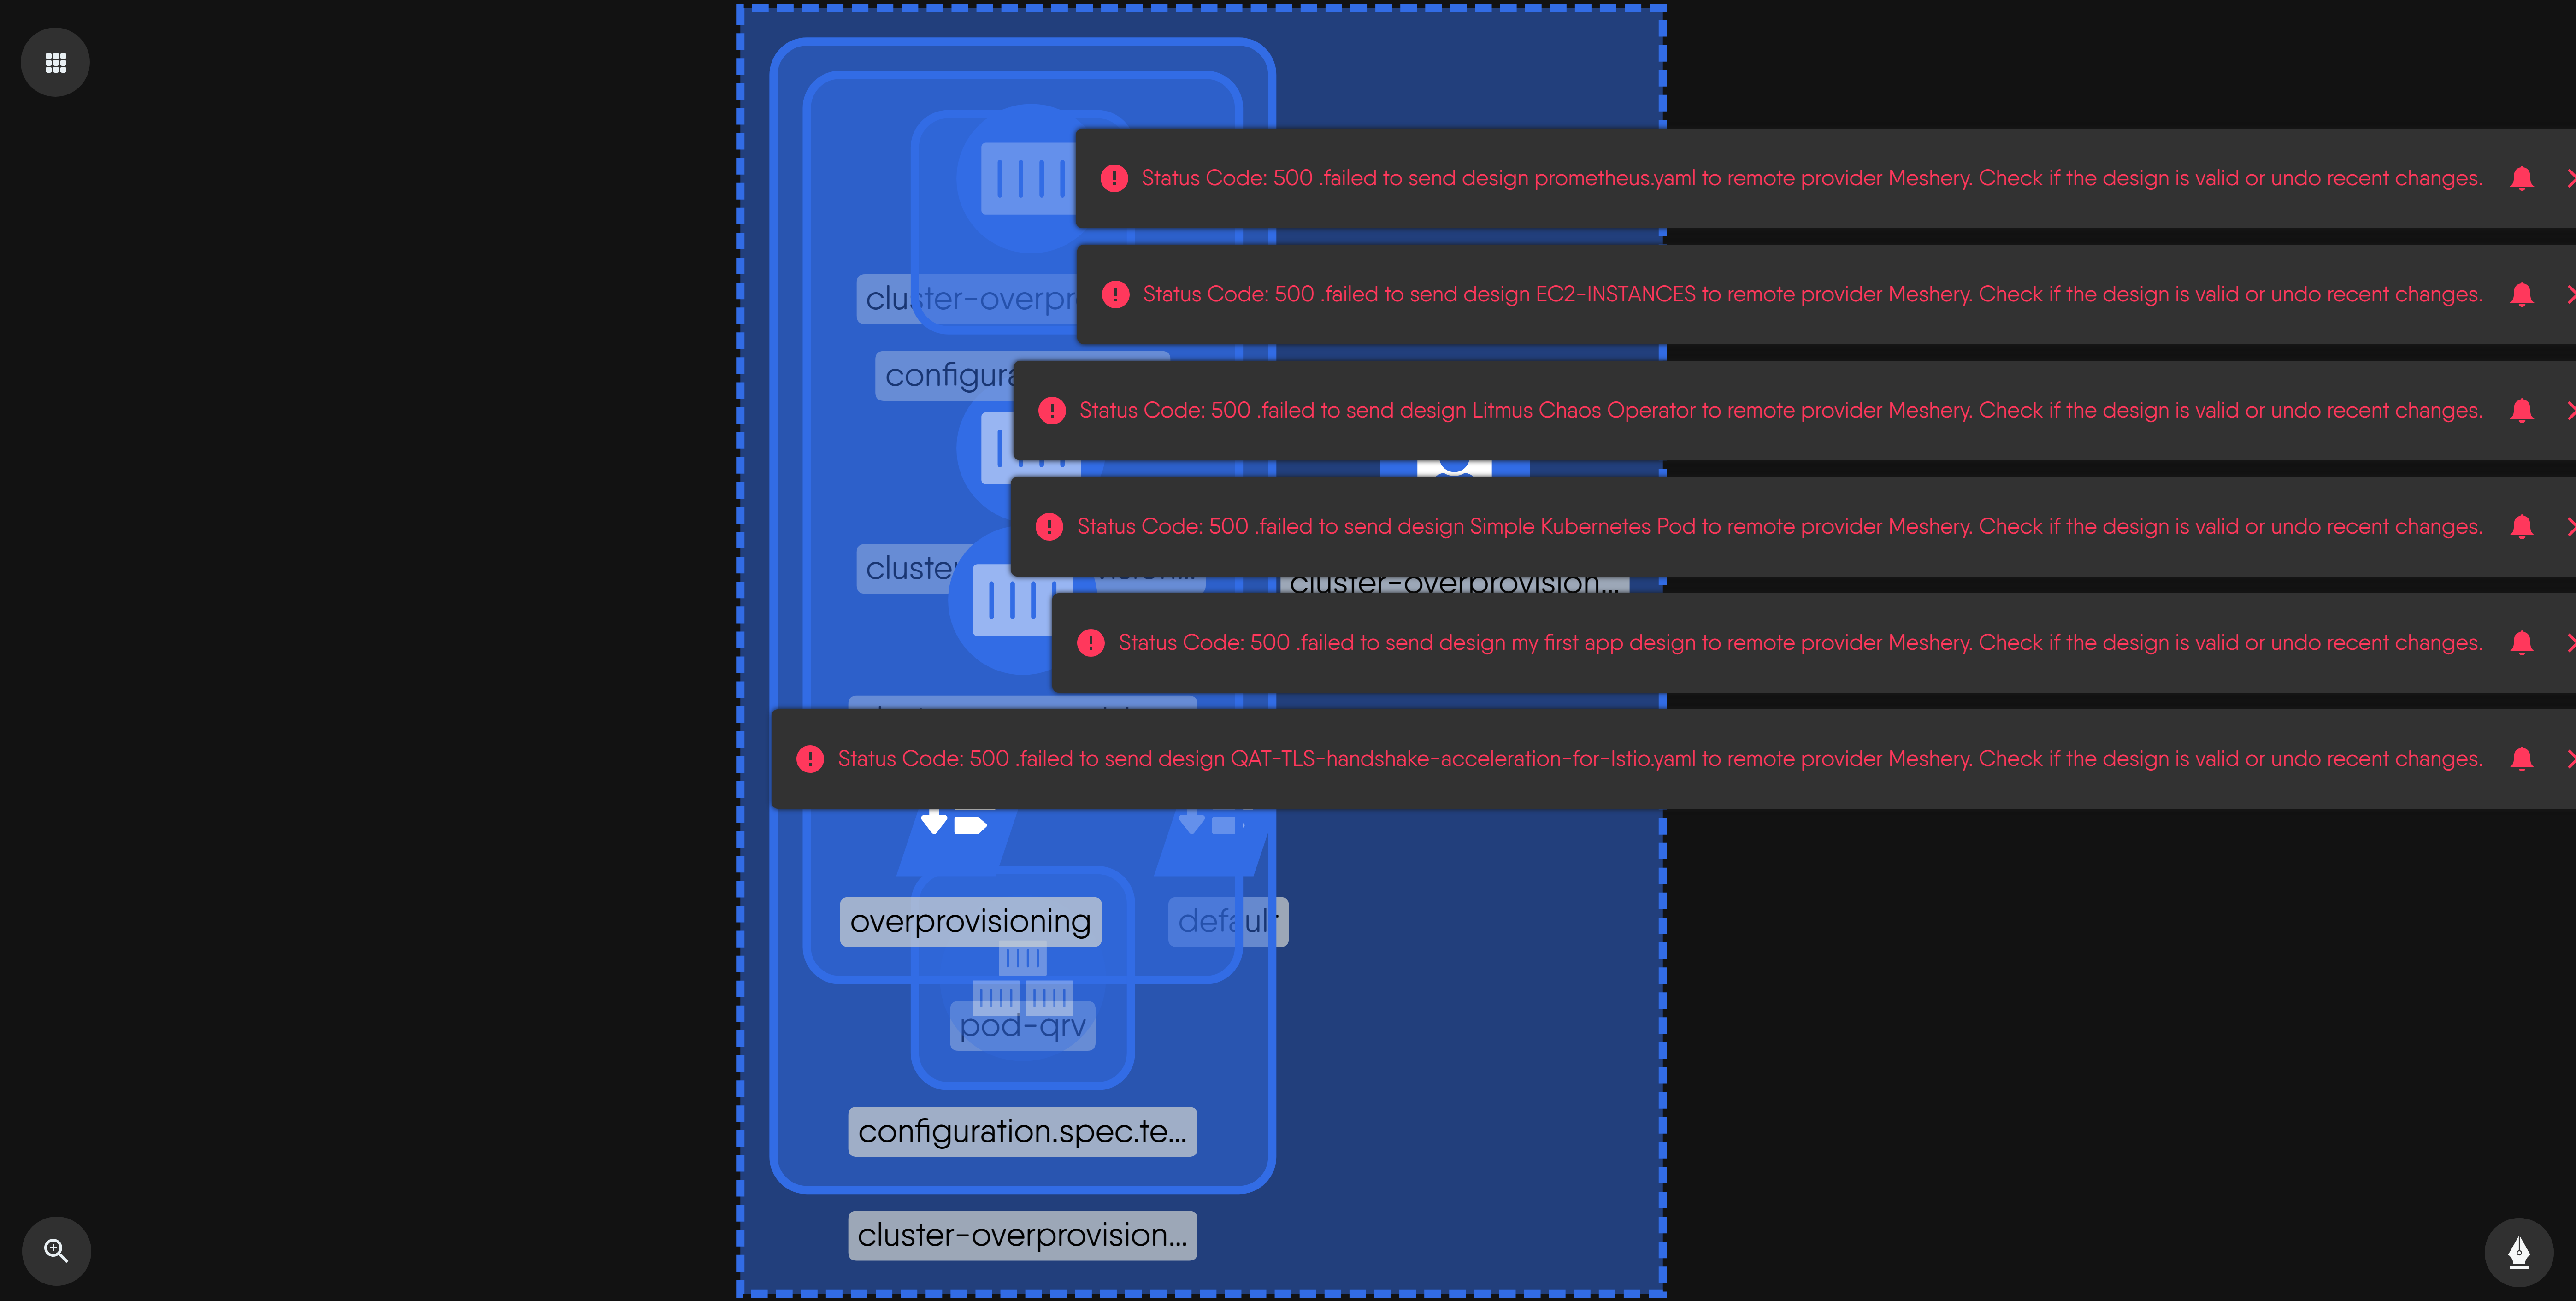 Status Code: 500 .failed to send design prometheus.yaml to remote provider Meshery. Check if the design is valid or undo recent changes.
cluster-overpr
Status Code: 500 .failed to send design EC2-INSTANCES to remote provider Meshery. Check if the design is valid or undo recent changes.
configura
Status Code: 500 .failed to send design Litmus Chaos Operator to remote provider Meshery. Check if the design is valid or undo recent changes.
Status Code: 500 .failed to send design Simple Kubernetes Pod to remote provider Meshery. Check if the design is valid or undo recent changes.
cluster
cluster-overprovision...
Status Code: 500 .failed to send design my first app design to remote provider Meshery. Check if the design is valid or undo recent changes.
Status Code: 500 .failed to send design QAT-TLS-handshake-acceleration-for-Istio.yaml to remote provider Meshery. Check if the design is valid or undo recent changes.
overprovisioning
default
pod-qrv
configuration.spec.te...
cluster-overprovision...